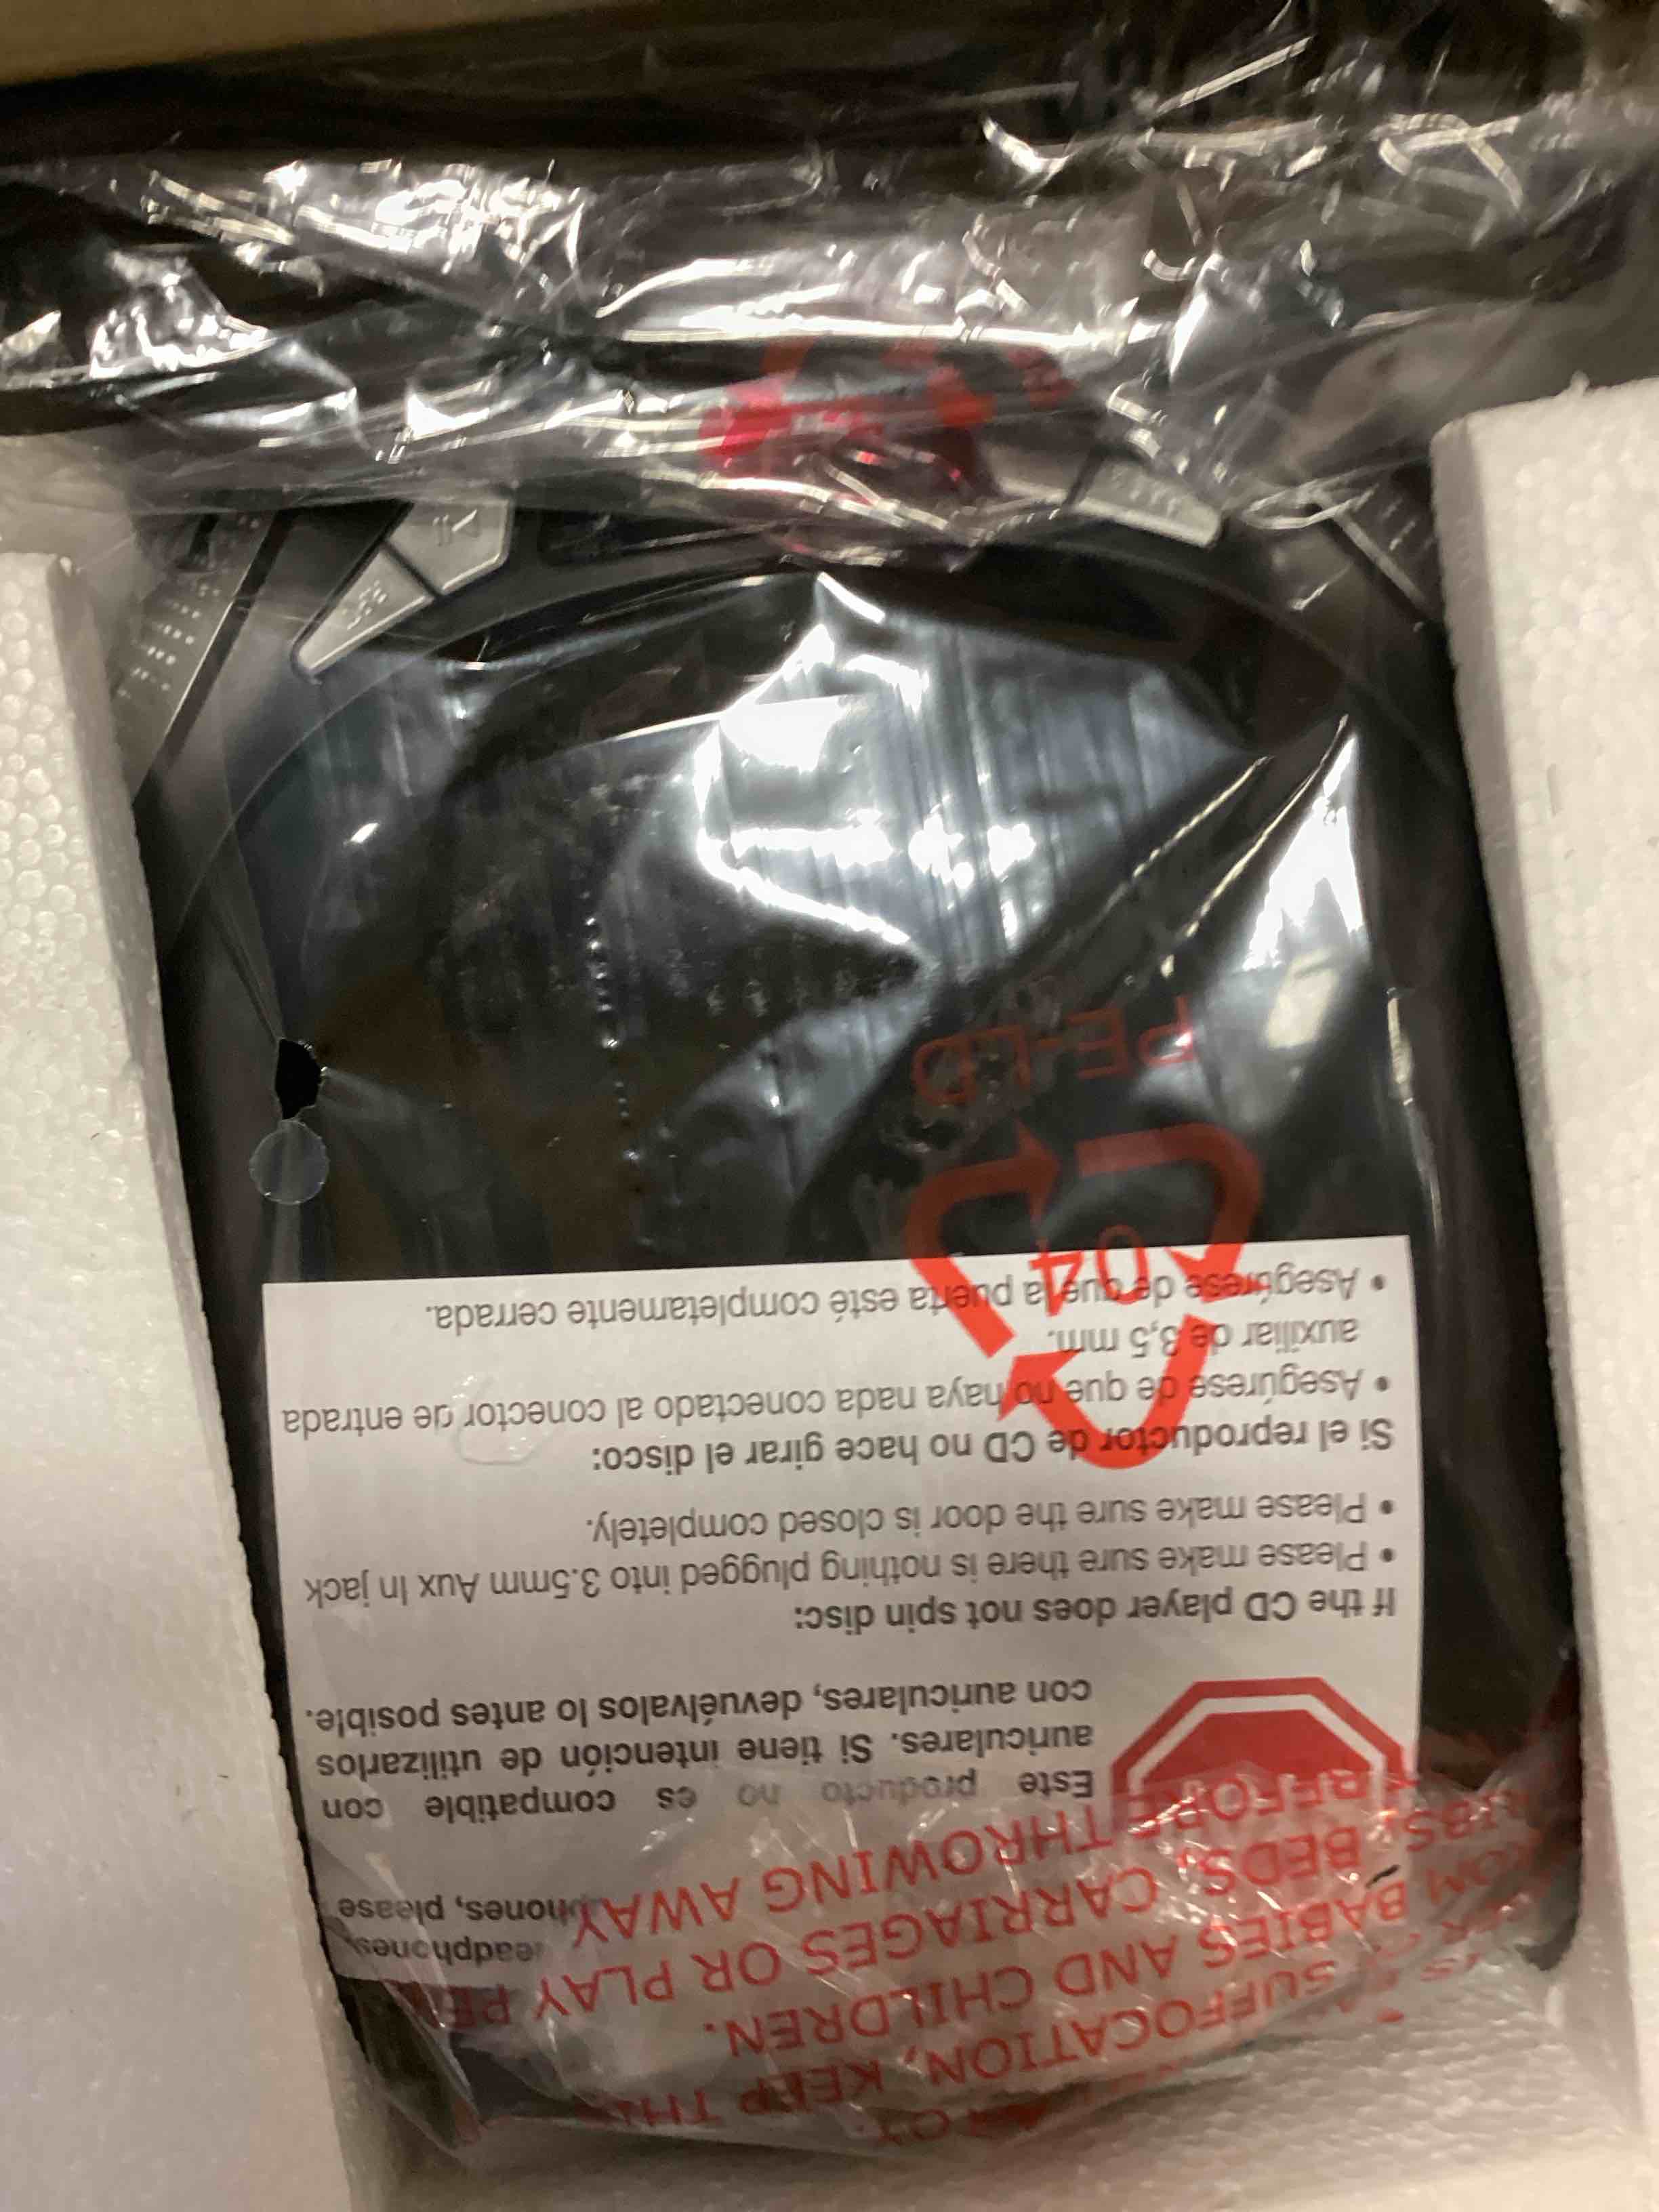 SUFFOCATION, KEEP
BABIES AND CHILDREN.
BEDS, CARRIAGES OR PLAY
BEFORE THROWING AWAY
headphones,
please
Este producto no es compatible con
auriculares. Si tiene intención de utilizarlos
con auriculares, devuélvalos lo antes posible.
If the CD player does not spin disc:
• Please make sure there is nothing plugged into 3.5mm Aux In jack
• Please make sure the door is closed completely.
Si el reproductor de CD no hace girar el disco:
• Asegúrese de que no haya nada conectado al conector de entrada
auxiliar de 3,5 mm.
• Asegúrese de que la puerta esté completamente cerrada.
04
PE-LD